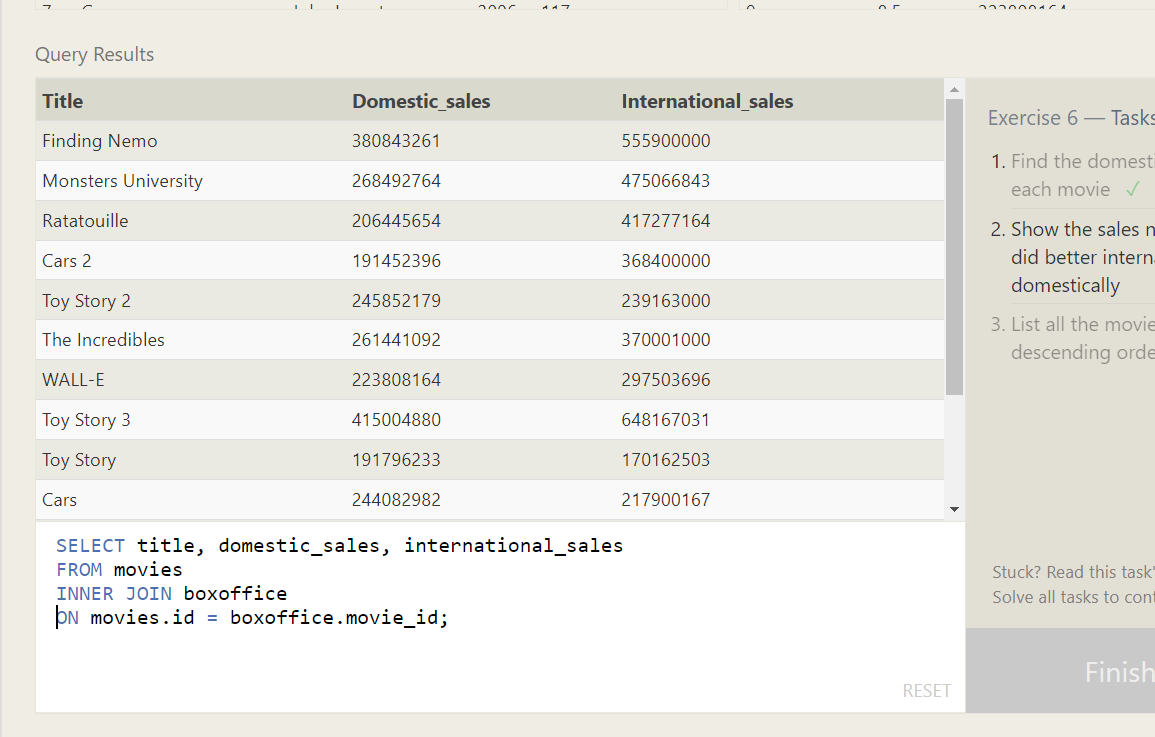 Query Results
Title Domestic_sales International_sales
Finding Nemo 380843261 555900000
Monsters University 268492764 475066843
Ratatouille 206445654 417277164
Cars 2 191452396 368400000
Toy Story 2 245852179 239163000
The Incredibles 261441092 370001000
WALL-E 223808164 297503696
Toy Story 3 415004880 648167031
Toy Story 191796233 170162503
Cars 244082982 217900167
SELECT title, domestic_sales, international_sales
FROM movies
INNER JOIN boxoffice
ON movies.id = boxoffice.movie_id;
RESET
Exercise 6 — Tasks
1. Find the domesti
each movie ✓
2. Show the sales n
did better interna
domestically
3. List all the movie
descending orde
Stuck? Read this task'
Solve all tasks to cont
Finish